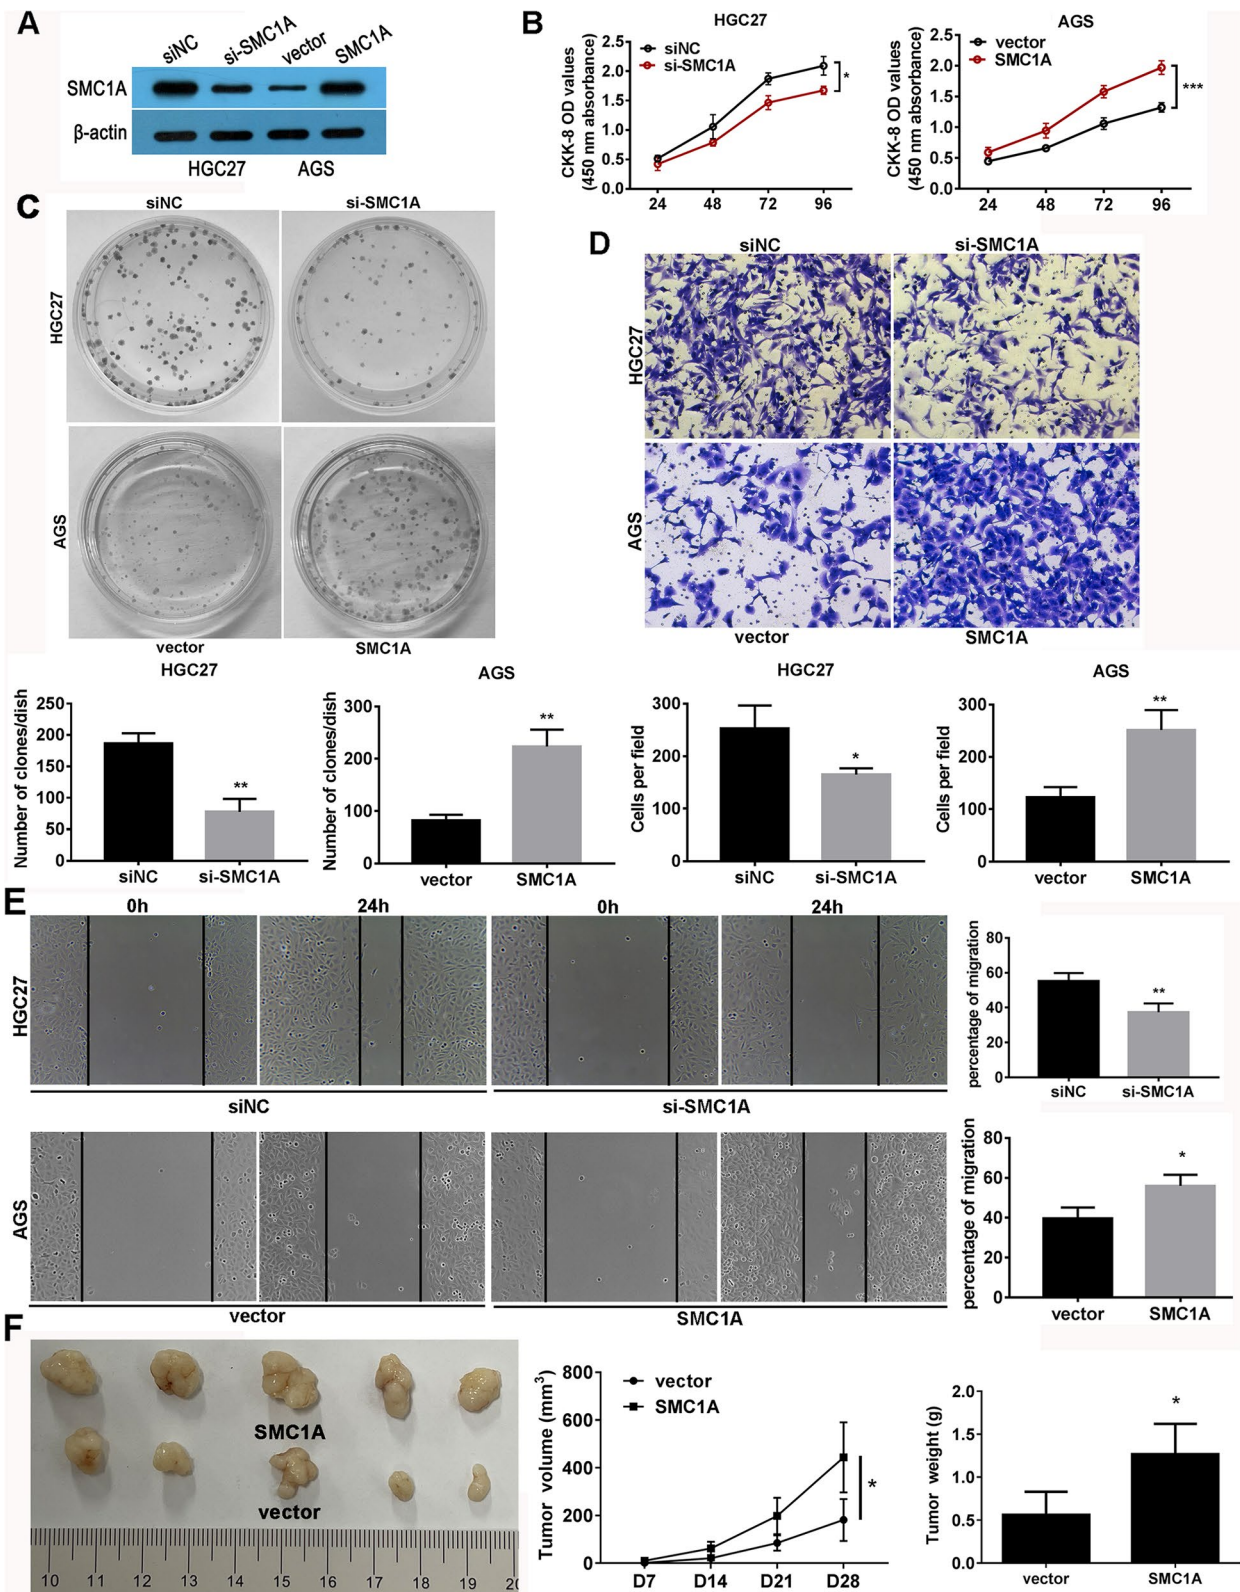 A
siNC
si-SMC1A
vector
SMC1A
SMC1A
β-actin
HGC27
AGS
B
HGC27
CKK-8 OD values
(450 nm absorbance)
2.5
2.0
1.5
1.0
0.5
0.0
siNC
si-SMC1A
*
24 48 72 96
AGS
CKK-8 OD values
(450 nm absorbance)
2.5
2.0
1.5
1.0
0.5
0.0
vector
SMC1A
***
24 48 72 96
C
siNC
si-SMC1A
HGC27
AGS
vector
SMC1A
HGC27
Number of clones/dish
250
200
150
100
50
0
**
siNC
si-SMC1A
AGS
Number of clones/dish
300
200
100
0
**
vector
SMC1A
D
siNC
si-SMC1A
HGC27
AGS
vector
SMC1A
HGC27
Cells per field
300
200
100
0
*
siNC
si-SMC1A
AGS
Cells per field
300
200
100
0
**
vector
SMC1A
E
0h
24h
0h
24h
HGC27
siNC
si-SMC1A
AGS
vector
SMC1A
percentage of migration
80
60
40
20
0
**
siNC
si-SMC1A
percentage of migration
80
60
40
20
0
*
vector
SMC1A
F
SMC1A
vector
10 11 12 13 14 15 16 17 18 19 20
Tumor volume (mm³)
800
600
400
200
0
vector
SMC1A
*
D7 D14 D21 D28
Tumor weight (g)
2.0
1.5
1.0
0.5
0.0
*
vector
SMC1A